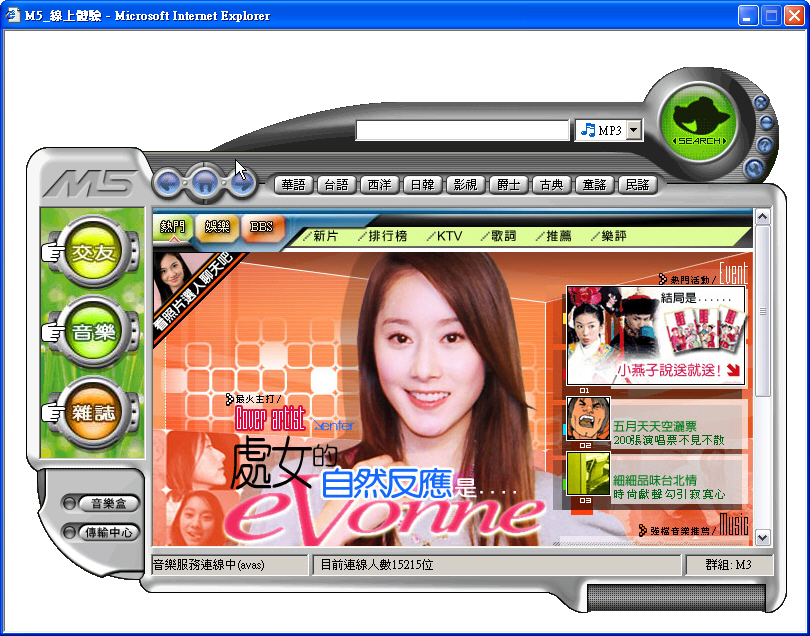 M5_線上體驗 - Microsoft Internet Explorer
MP3
SEARCH
M5
華語 台語 西洋 日韓 影視 爵士 古典 童謠 民謠
熱門 娛樂 BBS
新片 排行榜 KTV 歌詞 推薦 樂評
交友
音樂
雜誌
音樂盒
傳輸中心
看照片選人聊天吧
熱門活動/ Event
結局是......
小燕子說送就送!
01
五月天天空灑票
200張演唱票不見不散
02
細細品味台北情
時尚獻聲勾引寂寞心
03
強檔音樂推薦/ Music
最火主打/
Cover artist
enter
處女的
自然反應是....
eVonne
音樂服務連線中(avas) 目前連線人數15215位 群組: M3